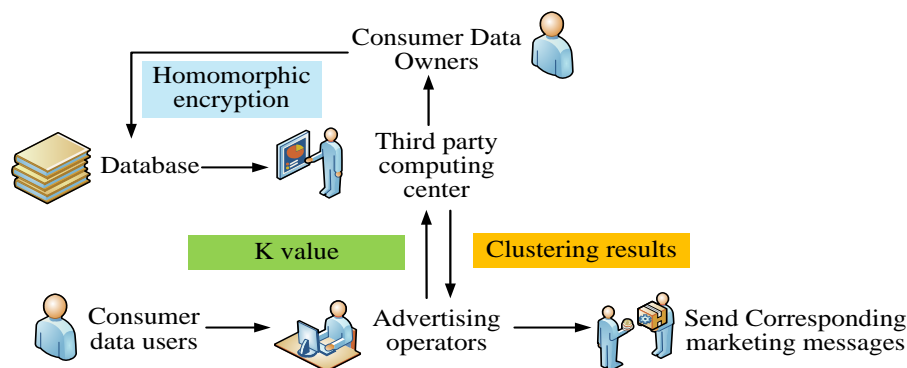 Consumer Data
Owners
Homomorphic
encryption
Database
Third party
computing
center
K value
Clustering results
Consumer
data users
Advertising
operators
Send Corresponding
marketing messages